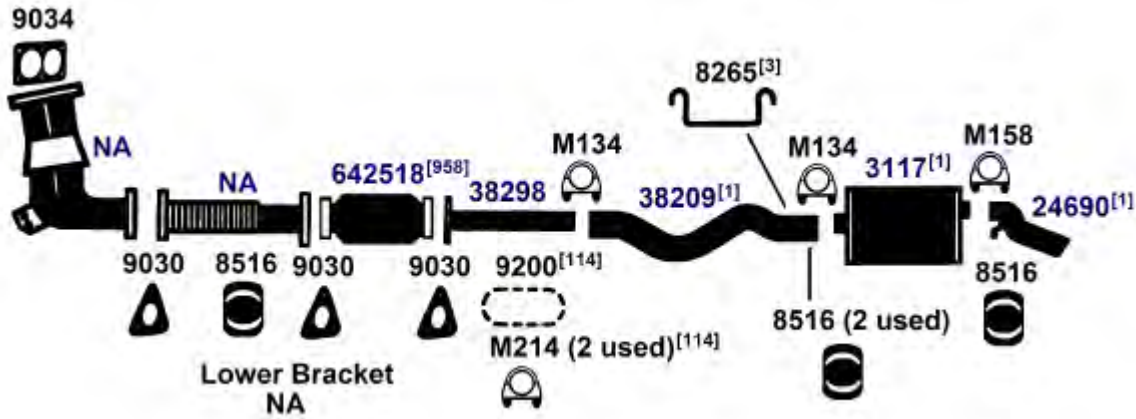 9034
8265[3]
NA
NA
642518[958]
38298
M134
38209[1]
M134
3117[1]
M158
24690[1]
9030
8516
9030
9030
9200[114]
8516
8516 (2 used)
M214 (2 used)[114]
Lower Bracket
NA